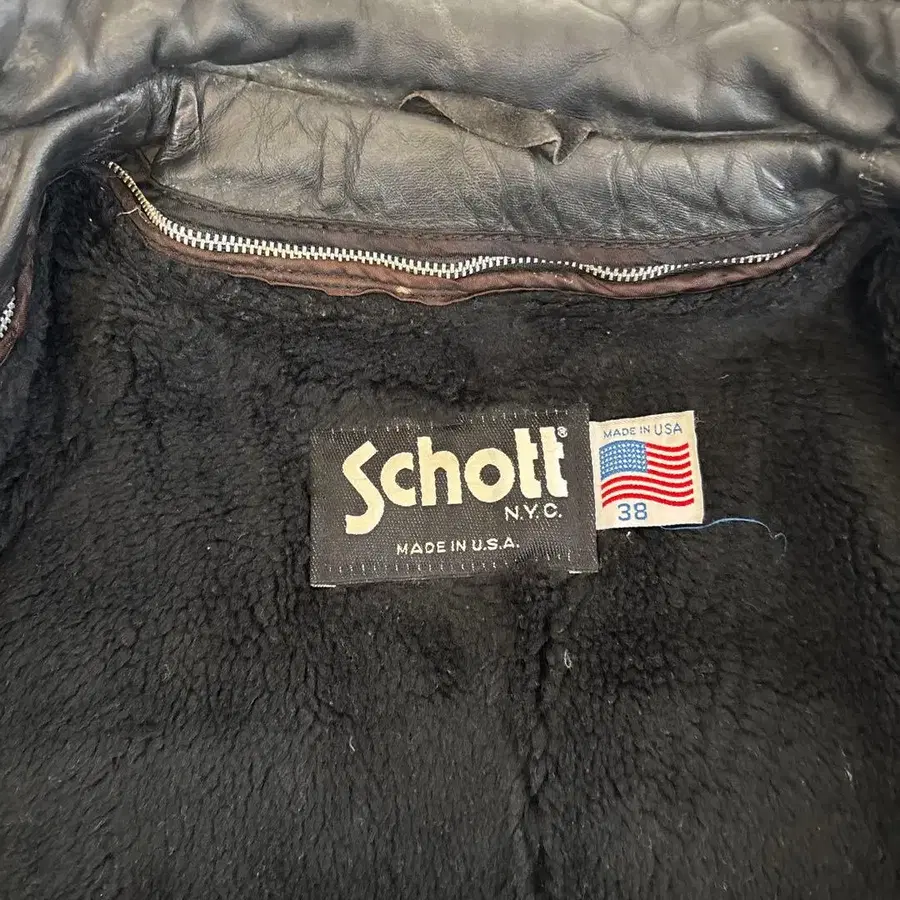 Schott®
N.Y.C.
MADE IN U.S.A.
MADE IN USA
38